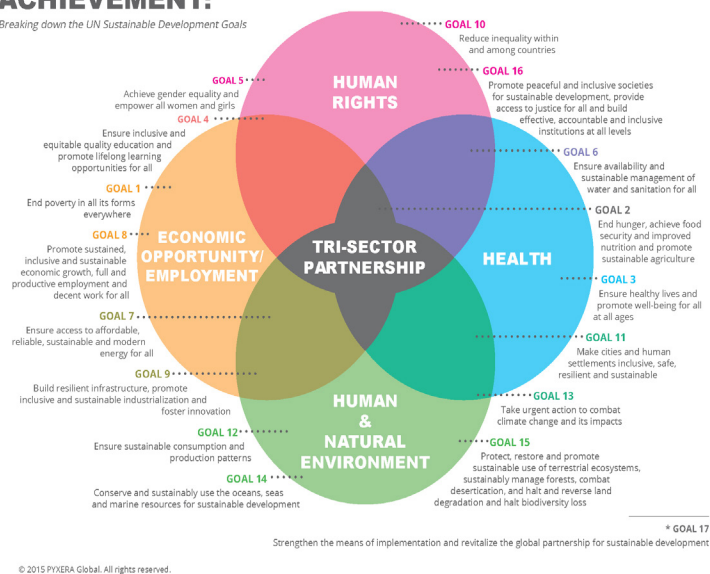 ACHIEVEMENT:
Breaking down the UN Sustainable Development Goals
GOAL 10
Reduce inequality within
and among countries
GOAL 16
Promote peaceful and inclusive societies
for sustainable development, provide
access to justice for all and build
effective, accountable and inclusive
institutions at all levels
GOAL 5
Achieve gender equality and
empower all women and girls
GOAL 4
Ensure inclusive and
equitable quality education and
promote lifelong learning
opportunities for all
GOAL 1
End poverty in all its forms
everywhere
GOAL 8
Promote sustained,
inclusive and sustainable
economic growth, full and
productive employment and
decent work for all
GOAL 7
Ensure access to affordable,
reliable, sustainable and modern
energy for all
GOAL 9
Build resilient infrastructure, promote
inclusive and sustainable industrialization and
foster innovation
GOAL 12
Ensure sustainable consumption and
production patterns
GOAL 14
Conserve and sustainably use the oceans, seas
and marine resources for sustainable development
HUMAN
RIGHTS
ECONOMIC
OPPORTUNITY/
EMPLOYMENT
TRI-SECTOR
PARTNERSHIP
HEALTH
HUMAN
&
NATURAL
ENVIRONMENT
GOAL 6
Ensure availability and
sustainable management of
water and sanitation for all
GOAL 2
End hunger, achieve food
security and improved
nutrition and promote
sustainable agriculture
GOAL 3
Ensure healthy lives and
promote well-being for all
at all ages
GOAL 11
Make cities and human
settlements inclusive, safe,
resilient and sustainable
GOAL 13
Take urgent action to combat
climate change and its impacts
GOAL 15
Protect, restore and promote
sustainable use of terrestrial ecosystems,
sustainably manage forests, combat
desertication, and halt and reverse land
degradation and halt biodiversity loss
* GOAL 17
Strengthen the means of implementation and revitalize the global partnership for sustainable development
© 2015 PYXERA Global. All rights reserved.